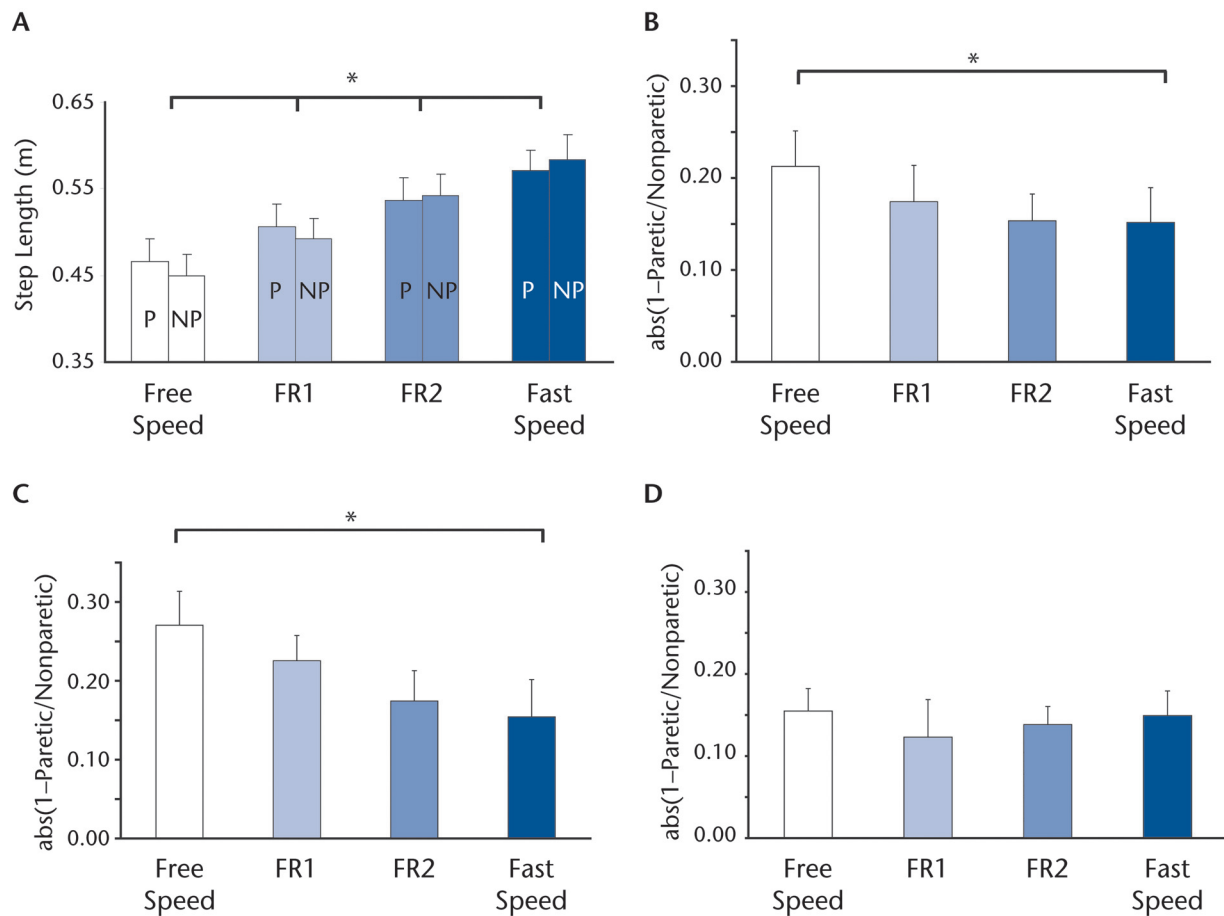 A
*
Step Length (m)
0.65
0.55
0.45
0.35
P NP P NP P NP P NP
Free Speed
FR1
FR2
Fast Speed
B
*
abs(1–Paretic/Nonparetic)
0.30
0.20
0.10
0.00
Free Speed
FR1
FR2
Fast Speed
C
*
abs(1–Paretic/Nonparetic)
0.30
0.20
0.10
0.00
Free Speed
FR1
FR2
Fast Speed
D
abs(1–Paretic/Nonparetic)
0.30
0.20
0.10
0.00
Free Speed
FR1
FR2
Fast Speed